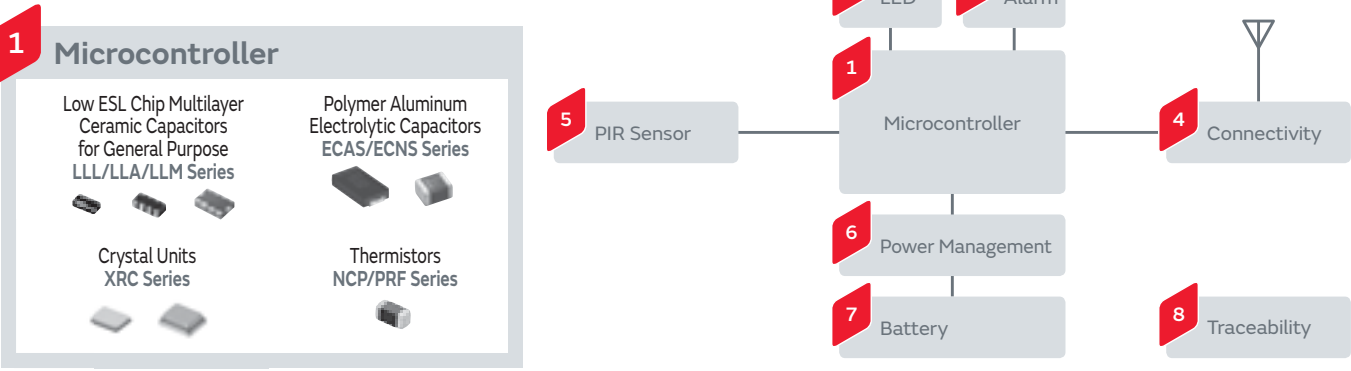 1
Microcontroller
Low ESL Chip Multilayer
Ceramic Capacitors
for General Purpose
LLL/LLA/LLM Series
Polymer Aluminum
Electrolytic Capacitors
ECAS/ECNS Series
Crystal Units
XRC Series
Thermistors
NCP/PRF Series
LED
Alarm
1
Microcontroller
5
PIR Sensor
4
Connectivity
6
Power Management
7
Battery
8
Traceability